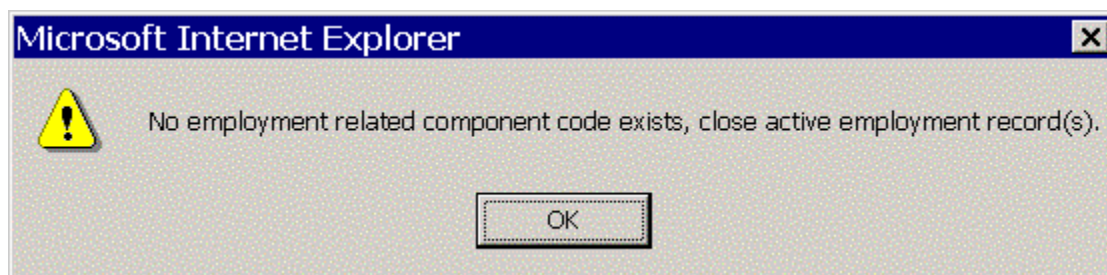 Microsoft Internet Explorer
No employment related component code exists, close active employment record(s).
OK